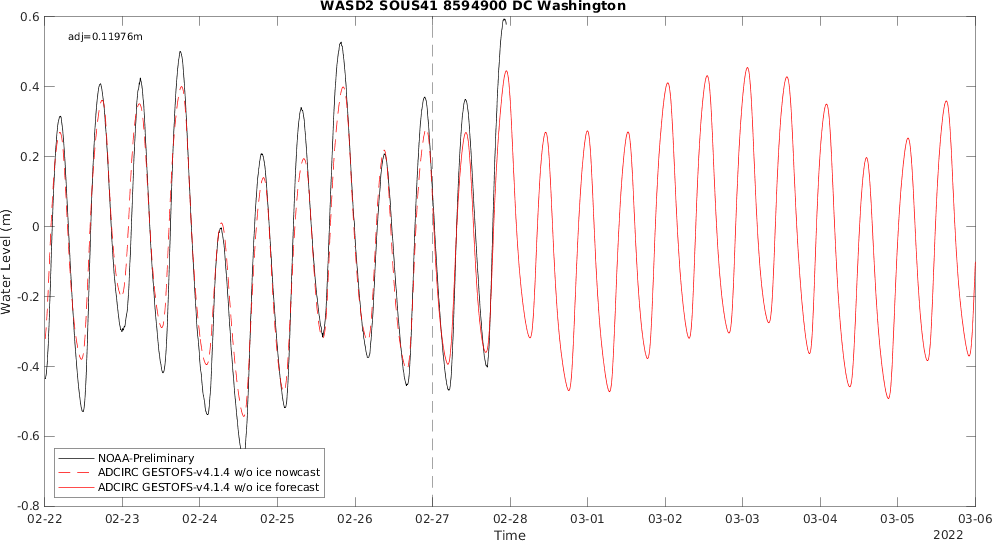 WASD2 SOUS41 8594900 DC Washington
adj=0.11976m
0.6
0.4
0.2
0
-0.2
-0.4
-0.6
-0.8
Water Level (m)
NOAA-Preliminary
ADCIRC GESTOFS-v4.1.4 w/o ice nowcast
ADCIRC GESTOFS-v4.1.4 w/o ice forecast
02-22 02-23 02-24 02-25 02-26 02-27 02-28 03-01 03-02 03-03 03-04 03-05 03-06
Time
2022